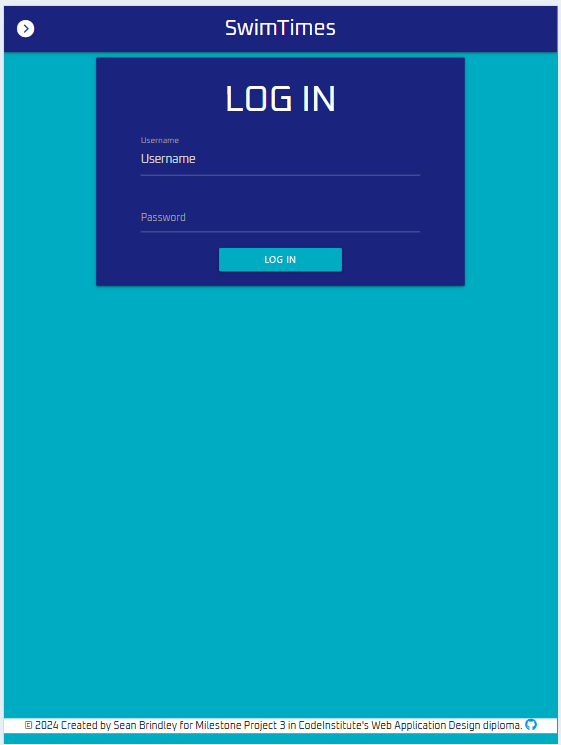 SwimTimes
LOG IN
Username
Username
Password
LOG IN
© 2024 Created by Sean Brindley for Milestone Project 3 in CodeInstitute's Web Application Design diploma.